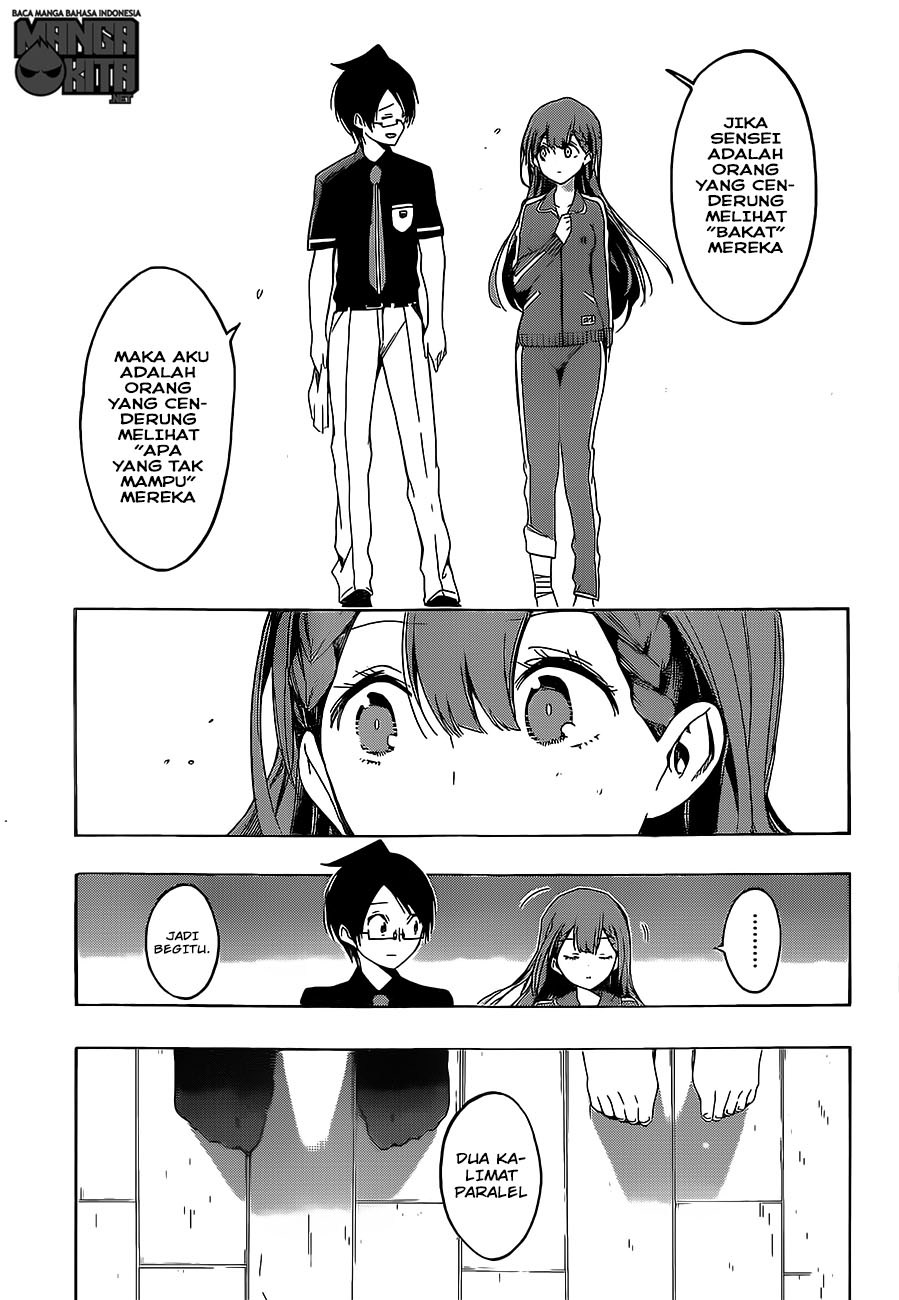 BACA MANGA BAHASA INDONESIA
MANGA
KITA
.NET
JIKA
SENSEI
ADALAH
ORANG
YANG CEN-
DERUNG
MELIHAT
"BAKAT"
MEREKA
MAKA AKU
ADALAH
ORANG
YANG CEN-
DERUNG
MELIHAT
"APA
YANG TAK
MAMPU"
MEREKA
.........
JADI
BEGITU.
DUA KA-
LIMAT
PARALEL